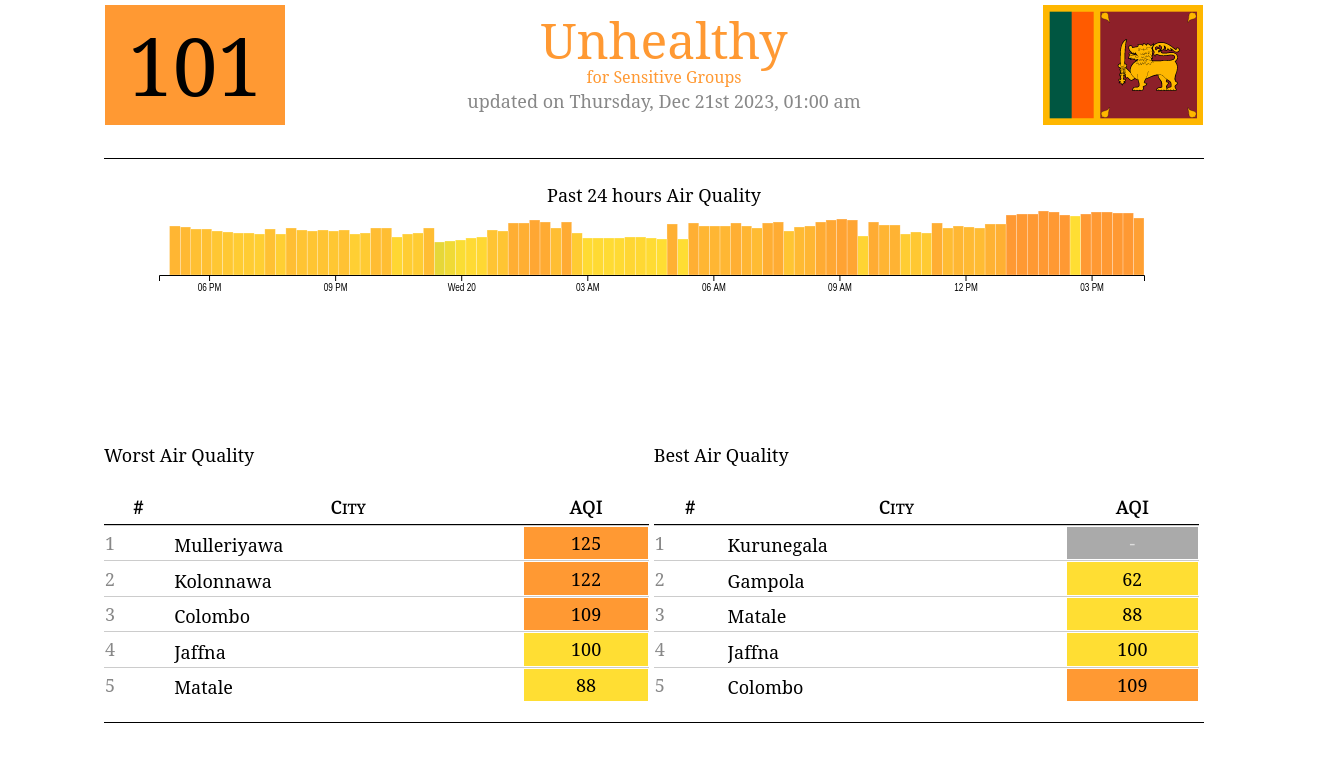 101
Unhealthy
for Sensitive Groups
updated on Thursday, Dec 21st 2023, 01:00 am
Past 24 hours Air Quality
06 PM 09 PM Wed 20 03 AM 06 AM 09 AM 12 PM 03 PM
Worst Air Quality
# City AQI
1 Mulleriyawa 125
2 Kolonnawa 122
3 Colombo 109
4 Jaffna 100
5 Matale 88
Best Air Quality
# City AQI
1 Kurunegala -
2 Gampola 62
3 Matale 88
4 Jaffna 100
5 Colombo 109